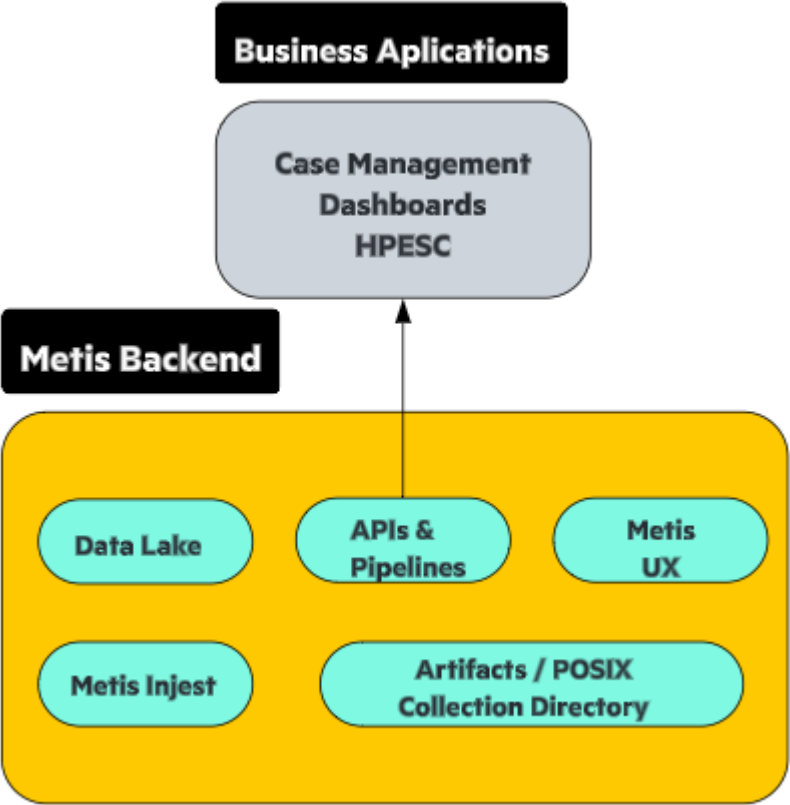 Business Aplications
Case Management
Dashboards
HPESC
Metis Backend
Data Lake
APIs &
Pipelines
Metis
UX
Metis Injest
Artifacts / POSIX
Collection Directory